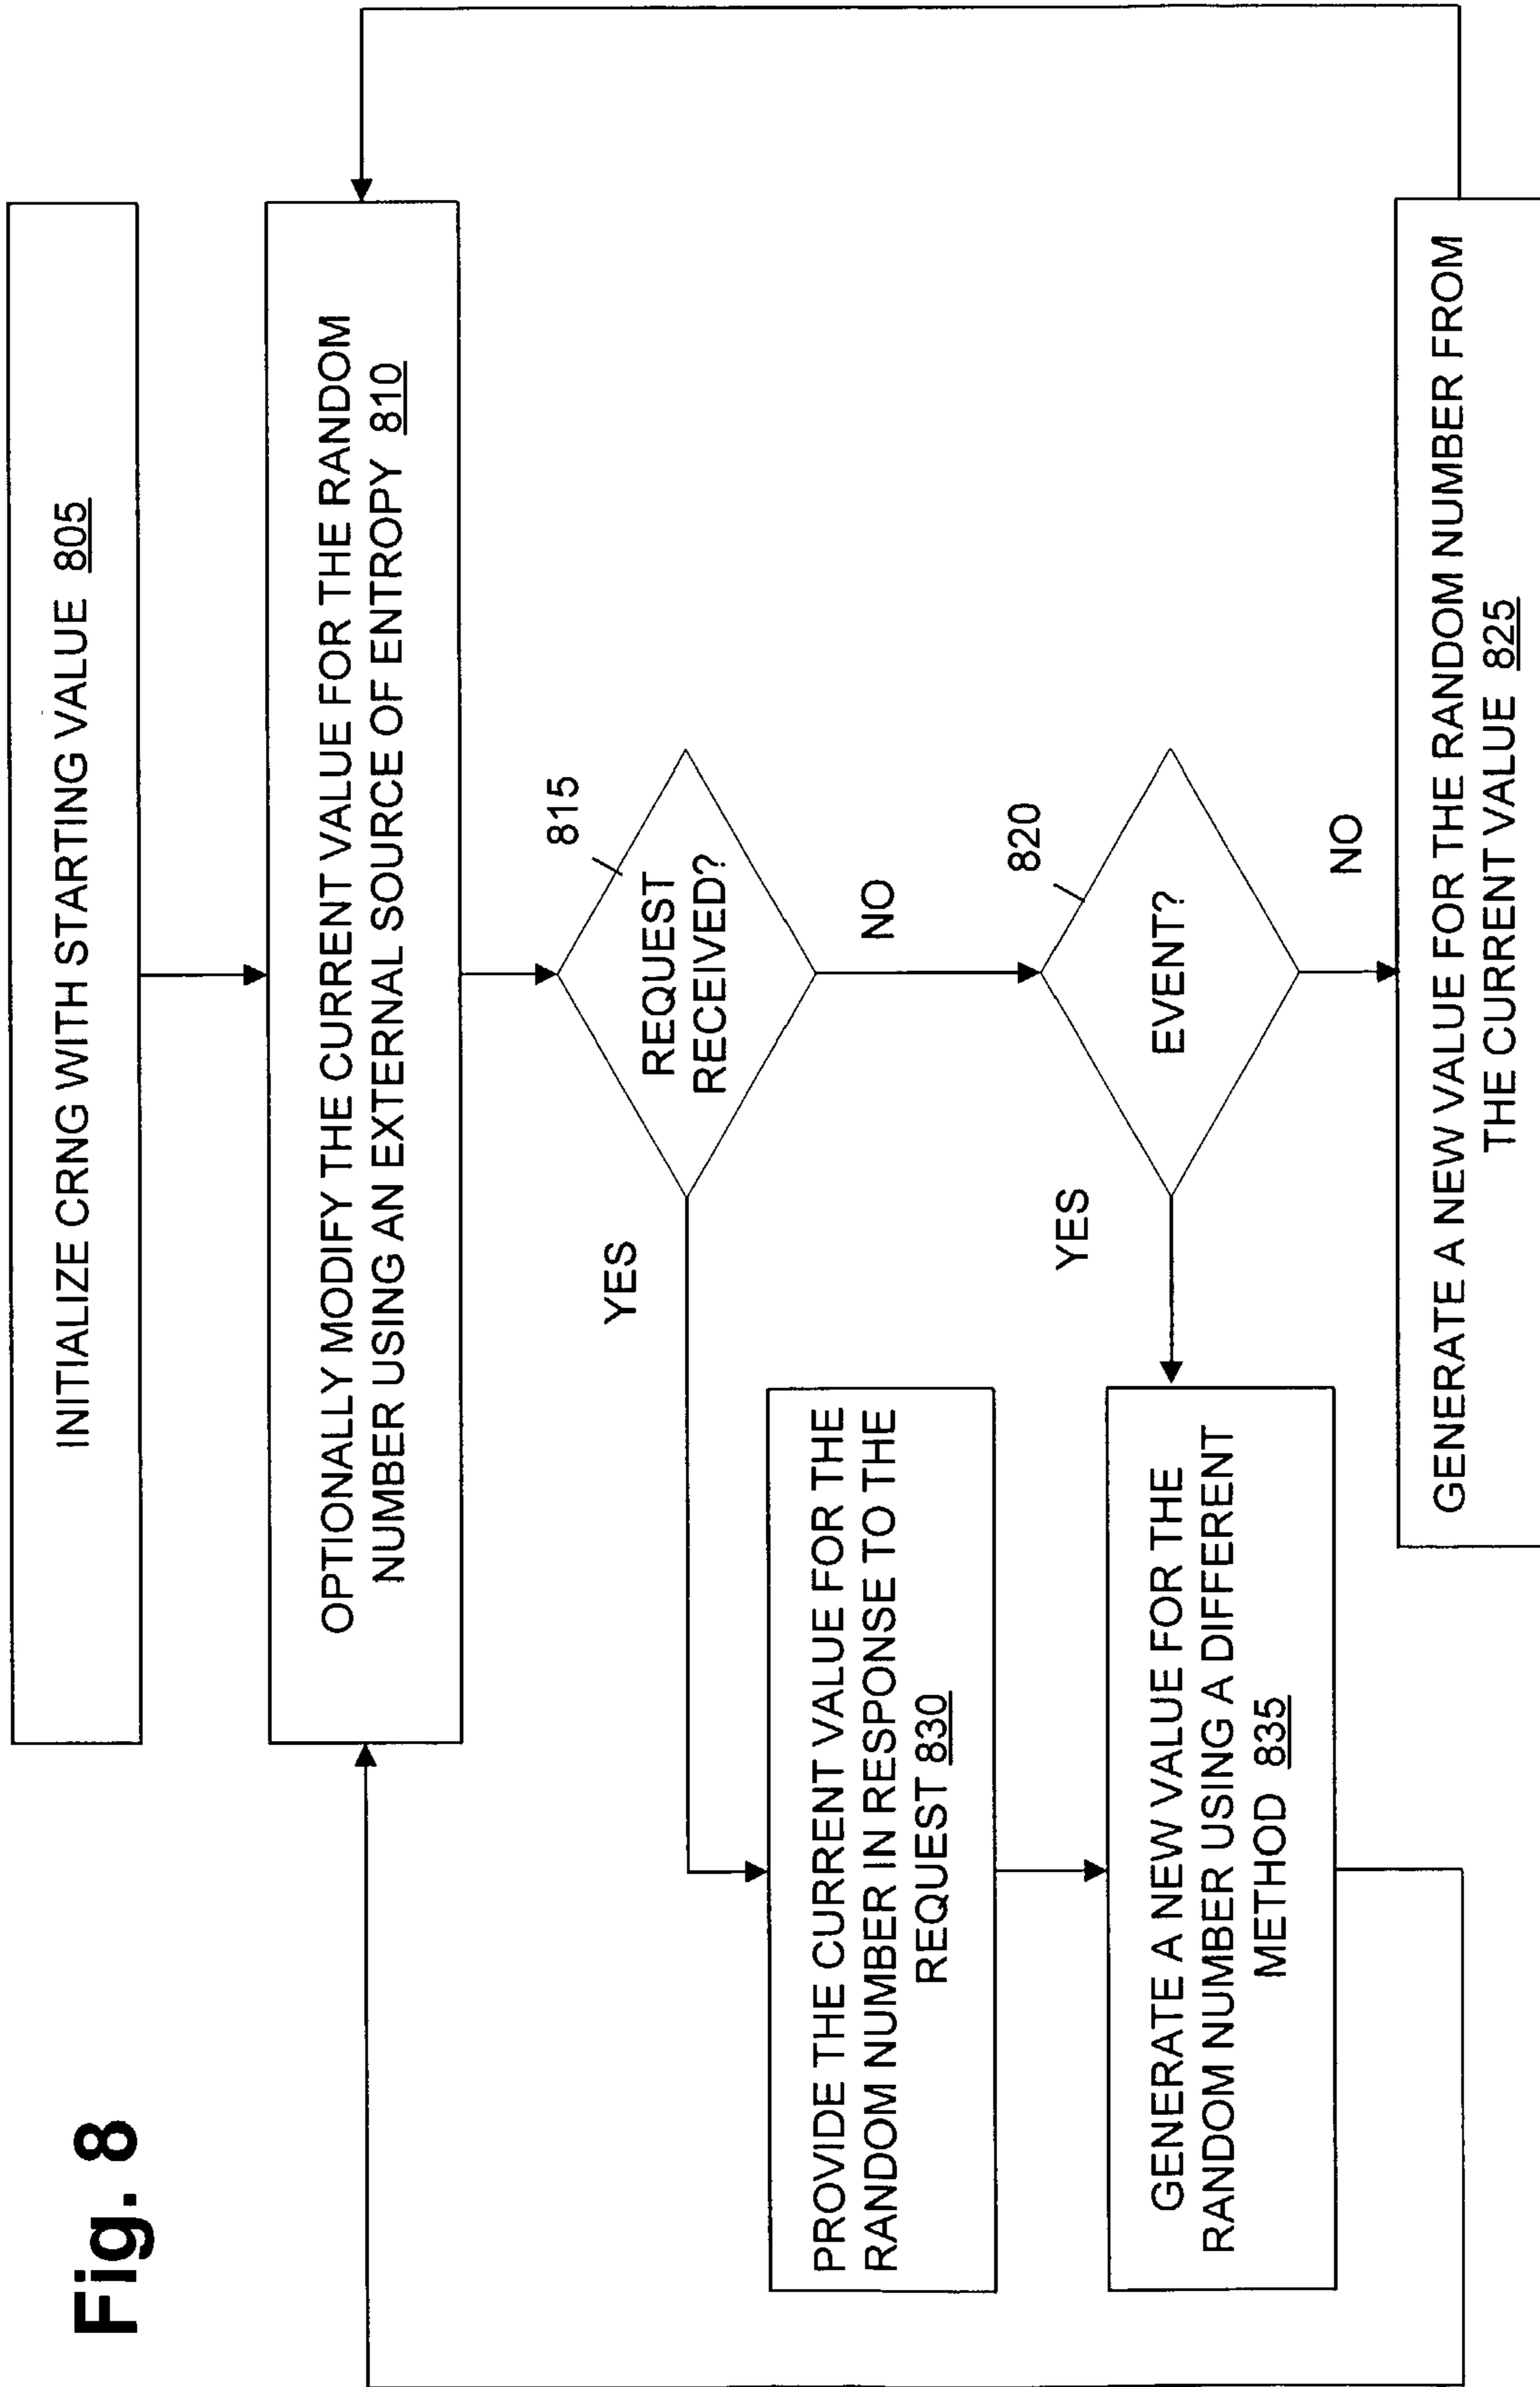 Fig. 8
INITIALIZE CRNG WITH STARTING VALUE 805
OPTIONALLY MODIFY THE CURRENT VALUE FOR THE RANDOM
NUMBER USING AN EXTERNAL SOURCE OF ENTROPY 810
815
REQUEST
RECEIVED?
YES
NO
PROVIDE THE CURRENT VALUE FOR THE
RANDOM NUMBER IN RESPONSE TO THE
REQUEST 830
820
EVENT?
YES
NO
GENERATE A NEW VALUE FOR THE
RANDOM NUMBER USING A DIFFERENT
METHOD 835
GENERATE A NEW VALUE FOR THE RANDOM NUMBER FROM
THE CURRENT VALUE 825